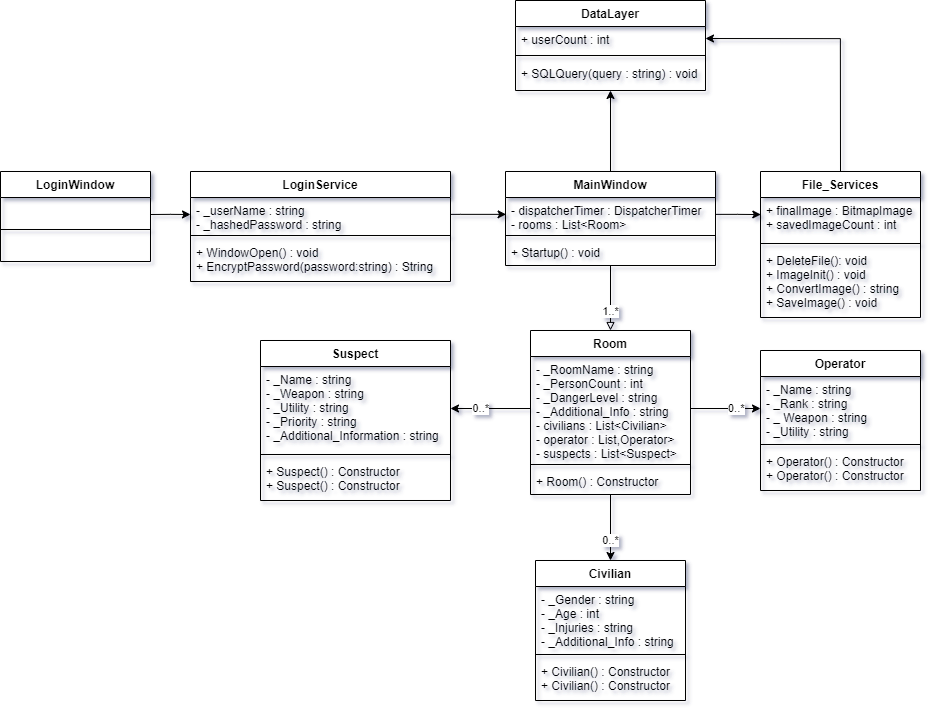 DataLayer
+ userCount : int
+ SQLQuery(query : string) : void
LoginWindow
LoginService
- _userName : string
- _hashedPassword : string
+ WindowOpen() : void
+ EncryptPassword(password:string) : String
MainWindow
- dispatcherTimer : DispatcherTimer
- rooms : List<Room>
+ Startup() : void
File_Services
+ finalImage : BitmapImage
+ savedImageCount : int
+ DeleteFile(): void
+ ImageInit() : void
+ ConvertImage() : string
+ SaveImage() : void
1..*
Suspect
- _Name : string
- _Weapon : string
- _Utility : string
- _Priority : string
- _Additional_Information : string
+ Suspect() : Constructor
+ Suspect() : Constructor
0..*
Room
- _RoomName : string
- _PersonCount : int
- _DangerLevel : string
- _Additional_Info : string
- civilians : List<Civilian>
- operator : List,Operator>
- suspects : List<Suspect>
+ Room() : Constructor
0..*
Operator
- _Name : string
- _Rank : string
- _ Weapon : string
- _Utility : string
+ Operator() : Constructor
+ Operator() : Constructor
0..*
Civilian
- _Gender : string
- _Age : int
- _Injuries : string
- _Additional_Info : string
+ Civilian() : Constructor
+ Civilian() : Constructor